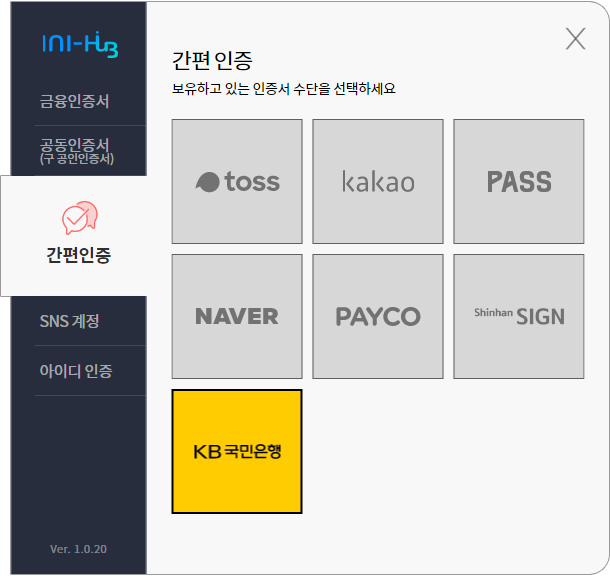 INI-HUB
금융인증서
공동인증서
(구 공인인증서)
간편인증
SNS 계정
아이디 인증
Ver. 1.0.20
간편 인증
보유하고 있는 인증서 수단을 선택하세요
toss
kakao
PASS
NAVER
PAYCO
Shinhan SIGN
KB 국민은행